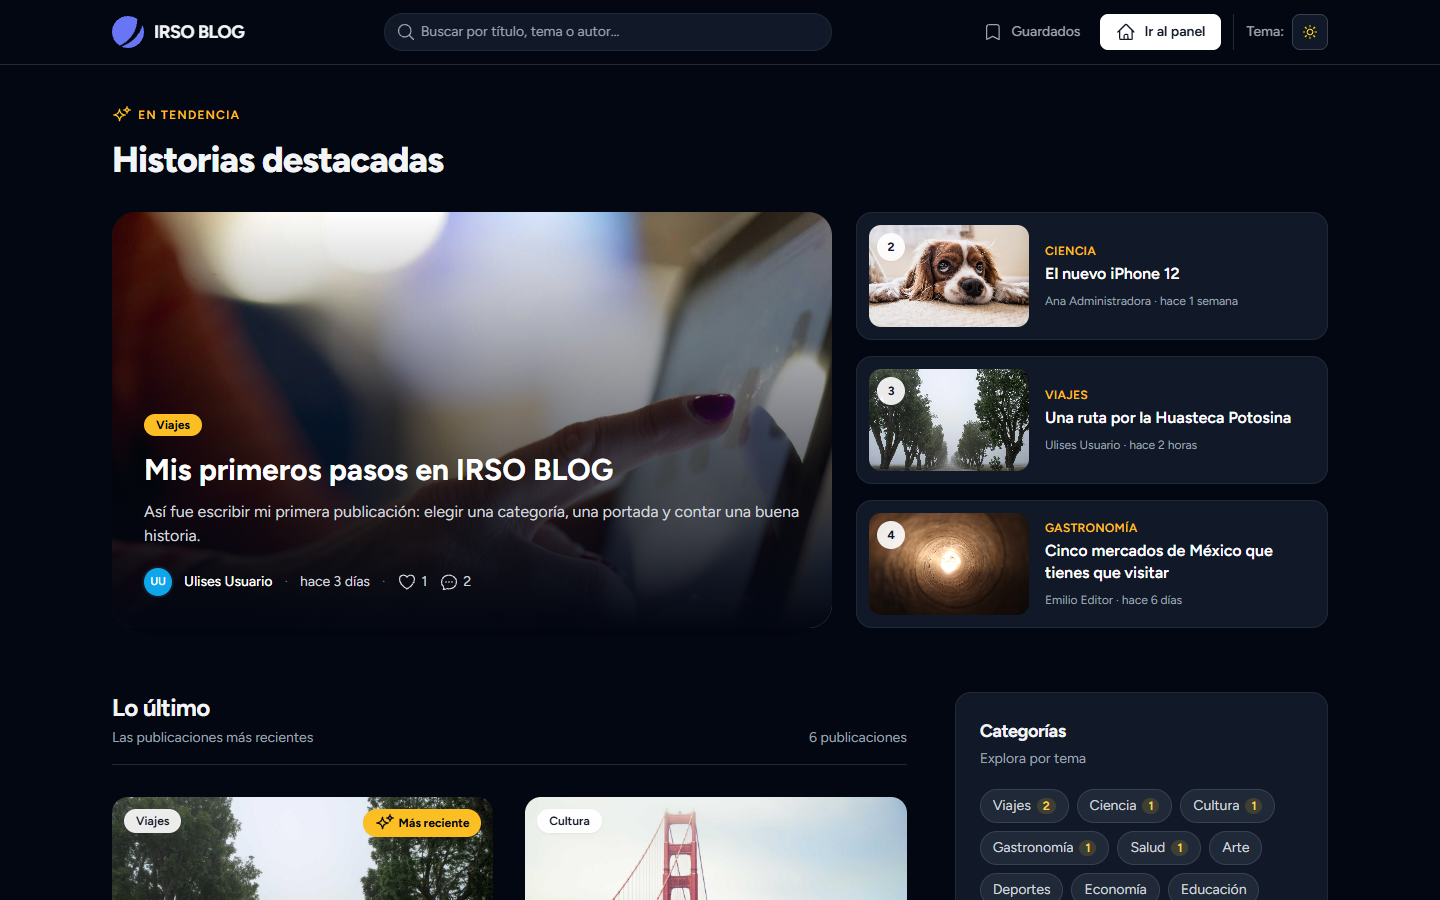 IRSO BLOG
Buscar por título, tema o autor...
Guardados
Ir al panel
Tema:
EN TENDENCIA
Historias destacadas
Viajes
Mis primeros pasos en IRSO BLOG
Así fue escribir mi primera publicación: elegir una categoría, una portada y contar una buena
historia.
UU Ulises Usuario · hace 3 días · 1 2
2
CIENCIA
El nuevo iPhone 12
Ana Administradora · hace 1 semana
3
VIAJES
Una ruta por la Huasteca Potosina
Ulises Usuario · hace 2 horas
4
GASTRONOMÍA
Cinco mercados de México que
tienes que visitar
Emilio Editor · hace 6 días
Lo último
Las publicaciones más recientes
6 publicaciones
Viajes
Más reciente
Cultura
Categorías
Explora por tema
Viajes 2 Ciencia 1 Cultura 1
Gastronomía 1 Salud 1 Arte
Deportes Economía Educación